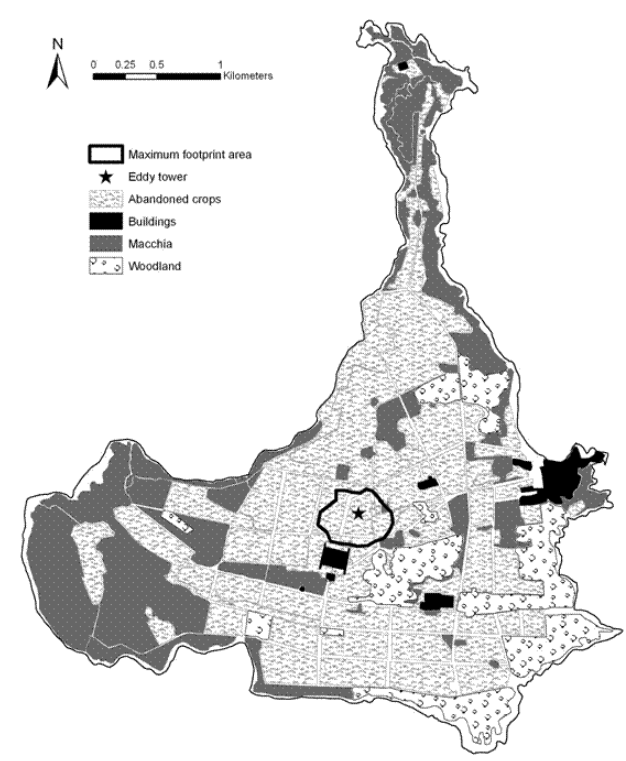 N
0 0.25 0.5 1
Kilometers
Maximum footprint area
Eddy tower
Abandoned crops
Buildings
Macchia
Woodland